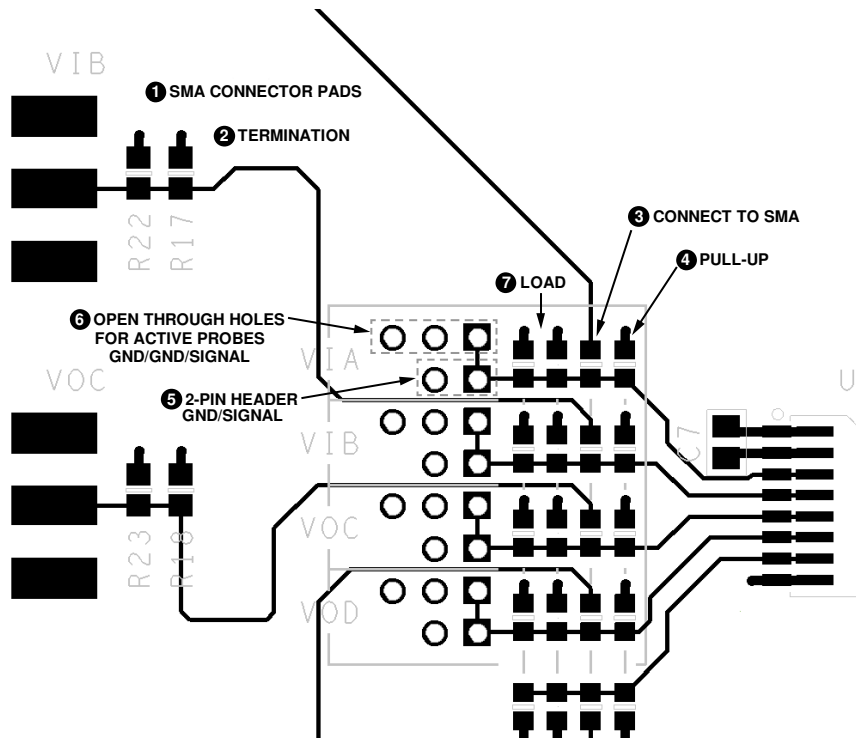 VIB
1 SMA CONNECTOR PADS
2 TERMINATION
R22
R17
3 CONNECT TO SMA
4 PULL-UP
7 LOAD
6 OPEN THROUGH HOLES
FOR ACTIVE PROBES
GND/GND/SIGNAL
VIA
5 2-PIN HEADER
GND/SIGNAL
VOC
U
C7
VIB
R23
R18
VOC
VOD